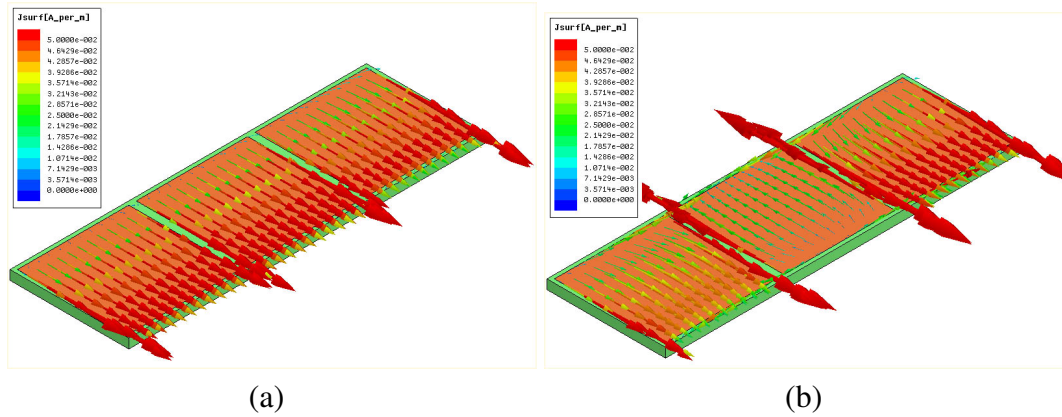 Jsurf[A_per_m]
5.0000e-002
4.6429e-002
4.2857e-002
3.9286e-002
3.5714e-002
3.2143e-002
2.8571e-002
2.5000e-002
2.1429e-002
1.7857e-002
1.4286e-002
1.0714e-002
7.1429e-003
3.5714e-003
0.0000e+000
Jsurf[A_per_m]
5.0000e-002
4.6429e-002
4.2857e-002
3.9286e-002
3.5714e-002
3.2143e-002
2.8571e-002
2.5000e-002
2.1429e-002
1.7857e-002
1.4286e-002
1.0714e-002
7.1429e-003
3.5714e-003
0.0000e+000
(a)
(b)